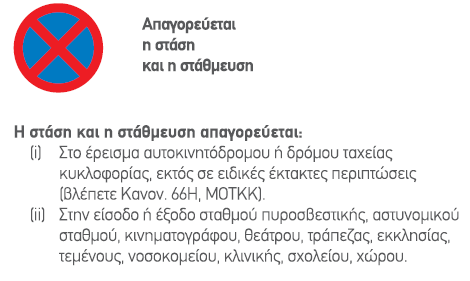 Απαγορεύεται
η στάση
και η στάθμευση
Η στάση και η στάθμευση απαγορεύεται:
(i) Στο έρεισμα αυτοκινητόδρομου ή δρόμου ταχείας
κυκλοφορίας, εκτός σε ειδικές έκτακτες περιπτώσεις
(βλέπετε Κανον. 66Η, ΜΟΤΚΚ).
(ii) Στην είσοδο ή έξοδο σταθμού πυροσβεστικής, αστυνομικού
σταθμού, κινηματογράφου, θεάτρου, τράπεζας, εκκλησίας,
τεμένους, νοσοκομείου, κλινικής, σχολείου, χώρου.